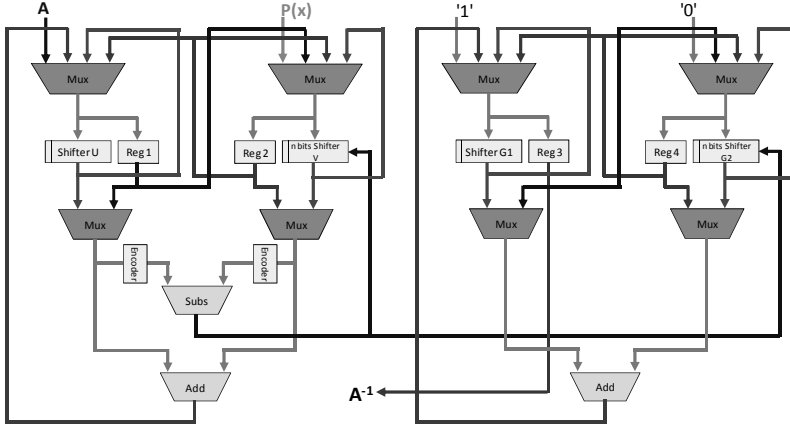 A P(x) '1' '0'
Mux Mux Mux Mux
Shifter U Reg 1 Reg 2 n bits Shifter V Shifter G1 Reg 3 Reg 4 n bits Shifter G2
Mux Mux Mux Mux
Encoder Encoder
Subs
Add A-1 Add